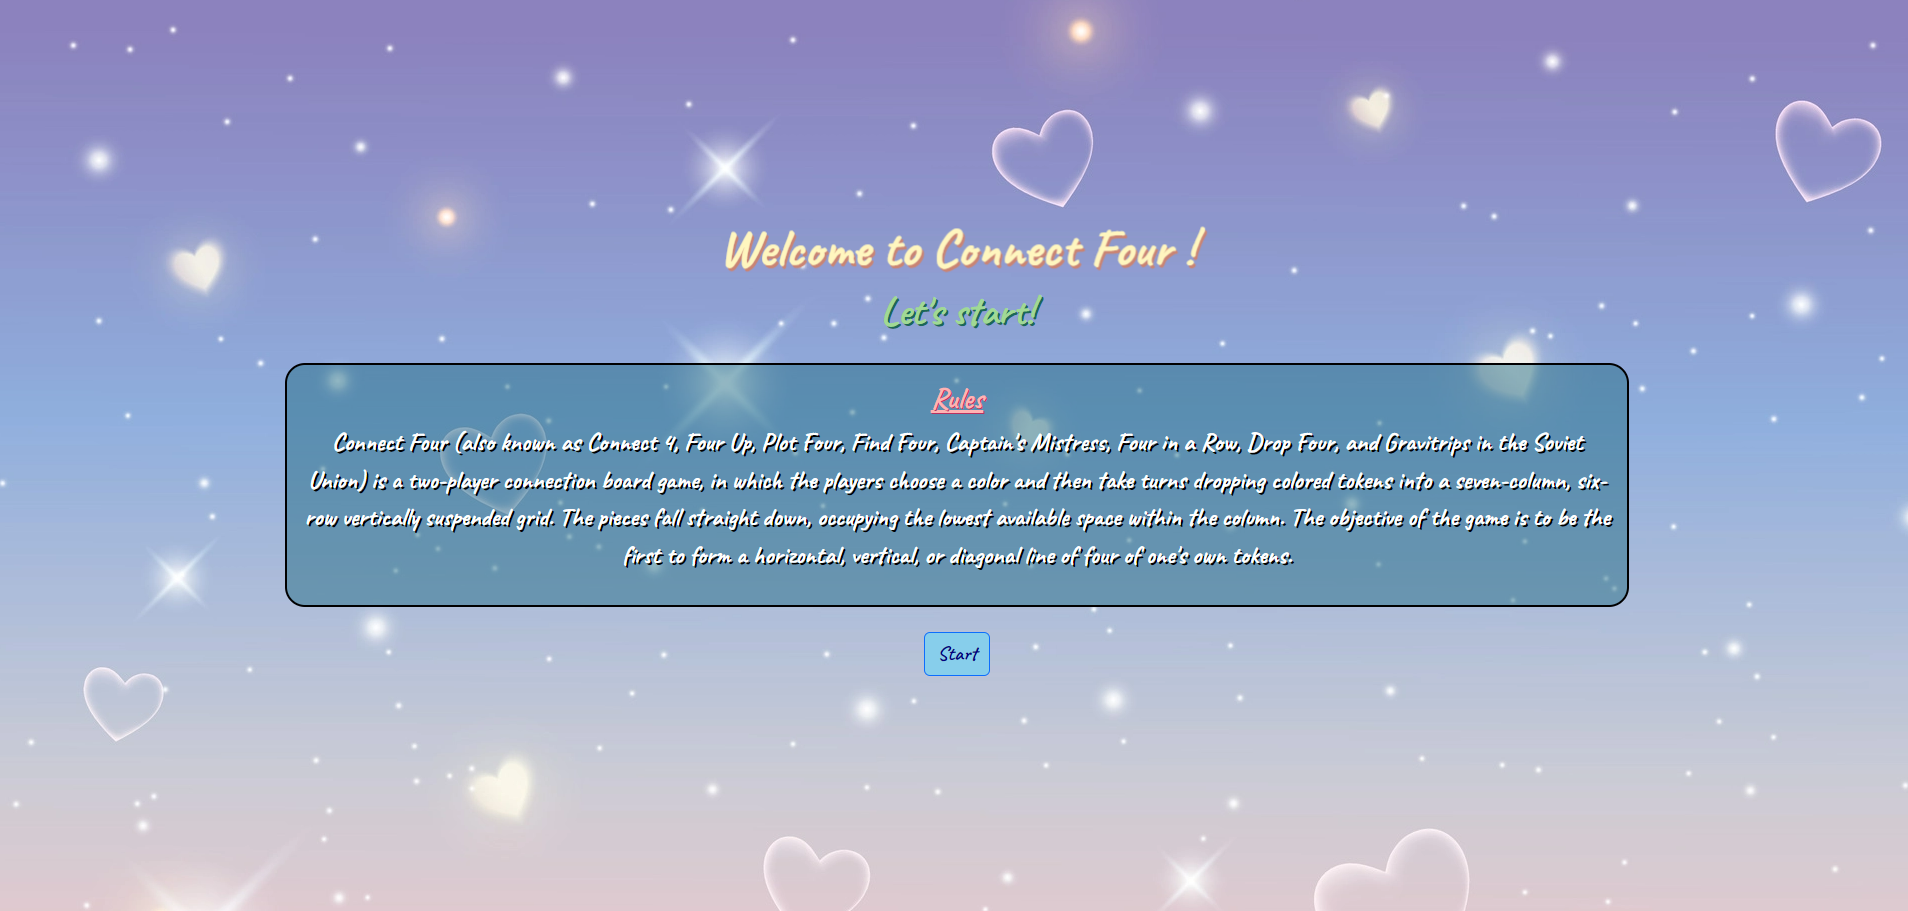 Welcome to Connect Four !
Let's start!
Rules
Connect Four (also known as Connect 4, Four Up, Plot Four, Find Four, Captain's Mistress, Four in a Row, Drop Four, and Gravitrips in the Soviet
Union) is a two-player connection board game, in which the players choose a color and then take turns dropping colored tokens into a seven-column, six-
row vertically suspended grid. The pieces fall straight down, occupying the lowest available space within the column. The objective of the game is to be the
first to form a horizontal, vertical, or diagonal line of four of one's own tokens.
Start